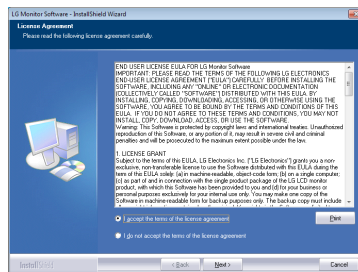 LG Monitor Software - InstallShield Wizard
License Agreement
Please read the following license agreement carefully.
END USER LICENSE EULA FOR LG Monitor Software
IMPORTANT: PLEASE READ THE TERMS OF THE FOLLOWING LG ELECTRONICS
END-USER LICENSE AGREEMENT ("EULA") CAREFULLY BEFORE INSTALLING THE
SOFTWARE, INCLUDING ANY "ONLINE" OR ELECTRONIC DOCUMENTATION
(COLLECTIVELY CALLED "SOFTWARE") DISTRIBUTED WITH THIS EULA. BY
INSTALLING, COPYING, DOWNLOADING, ACCESSING, OR OTHERWISE USING THE
SOFTWARE, YOU AGREE TO BE BOUND BY THE TERMS AND CONDITIONS OF THIS
EULA. IF YOU DO NOT AGREE TO THESE TERMS AND CONDITIONS, YOU MAY NOT
INSTALL, COPY, DOWNLOAD, ACCESS, OR USE THE SOFTWARE.
Warning: This Software is protected by copyright laws and international treaties. Unauthorized
reproduction of this Software, or any portion of it, may result in severe civil and criminal
penalties and will be prosecuted to the maximum extent possible under the law.
1. LICENSE GRANT
Subject to the terms of the EULA, LG Electronics Inc. ("LG Electronics") grants you a non-
exclusive, non-transferable license to use the Software distributed with this EULA during the
term of this EULA solely: (a) in machine-readable, object-code form; (b) on a single computer;
(c) as part of and in connection with the single product package of the LG LCD monitor
product, with which this Software has been provided to you and (d) for your business or
personal purposes exclusively for your internal use only. You may make one copy of the
Software in machine-readable form for backup purposes only. The backup copy must include
I accept the terms of the license agreement
Print
I do not accept the terms of the license agreement
InstallShield
< Back
Next >
Cancel